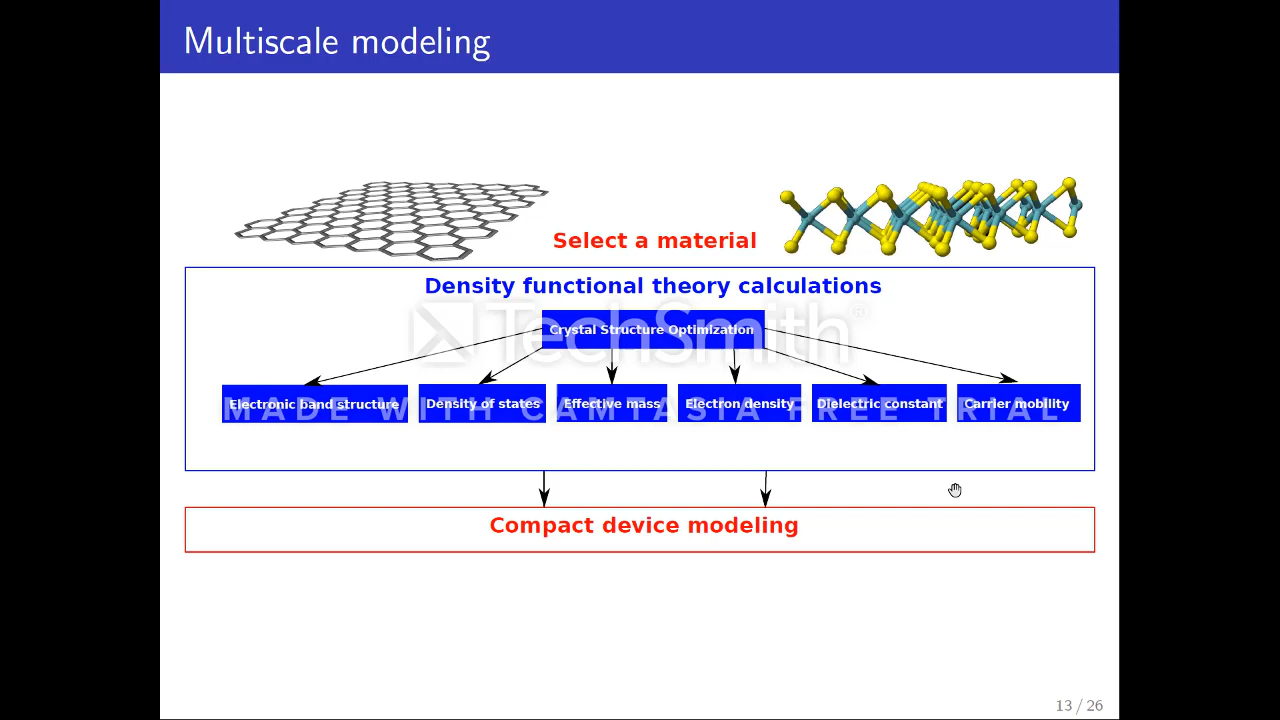 Multiscale modeling
Select a material
Density functional theory calculations
TechSmith®
Crystal Structure Optimization
Electronic band structure Density of states Effective mass Electron density Dielectric constant Carrier mobility
MADE WITH CAMTASIA FREE TRIAL
Compact device modeling
13 / 26